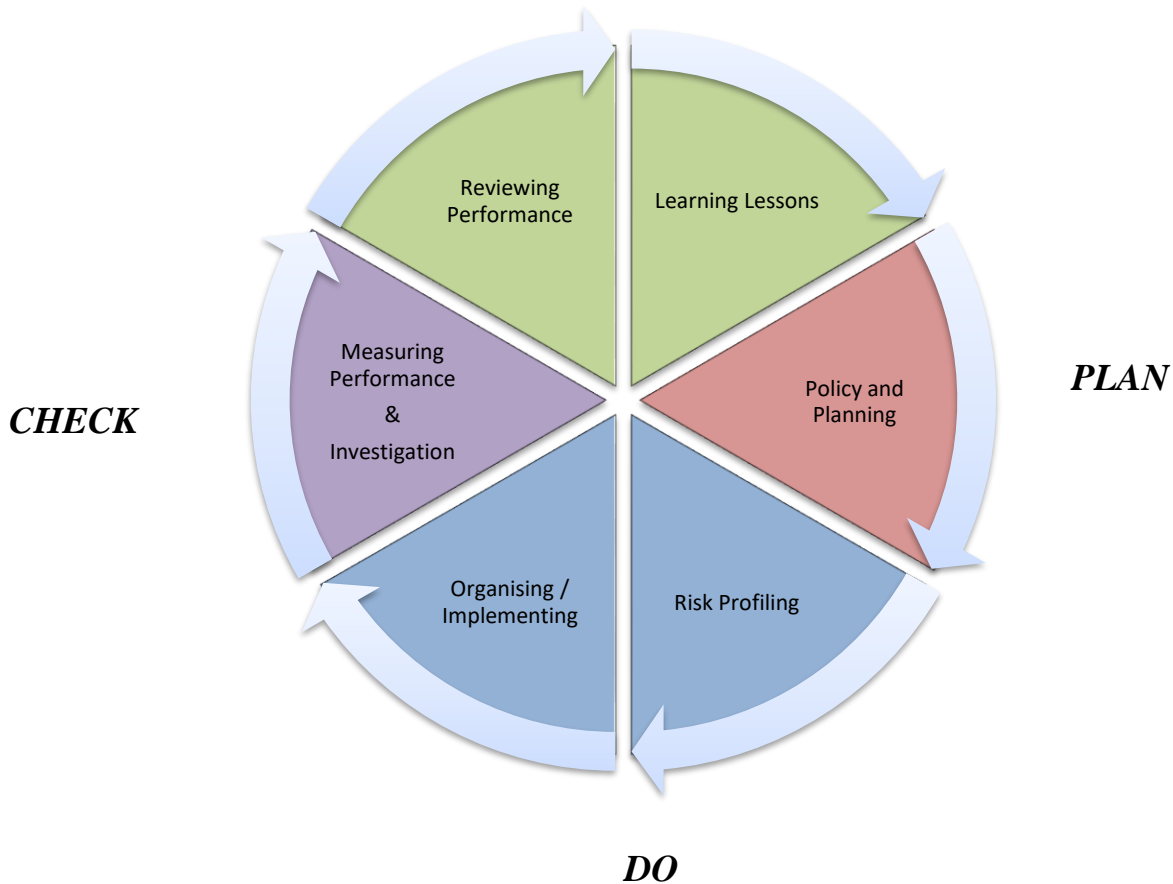 Reviewing
Performance
Learning Lessons
Measuring
Performance
&
Investigation
Policy and
Planning
PLAN
CHECK
Organising /
Implementing
Risk Profiling
DO